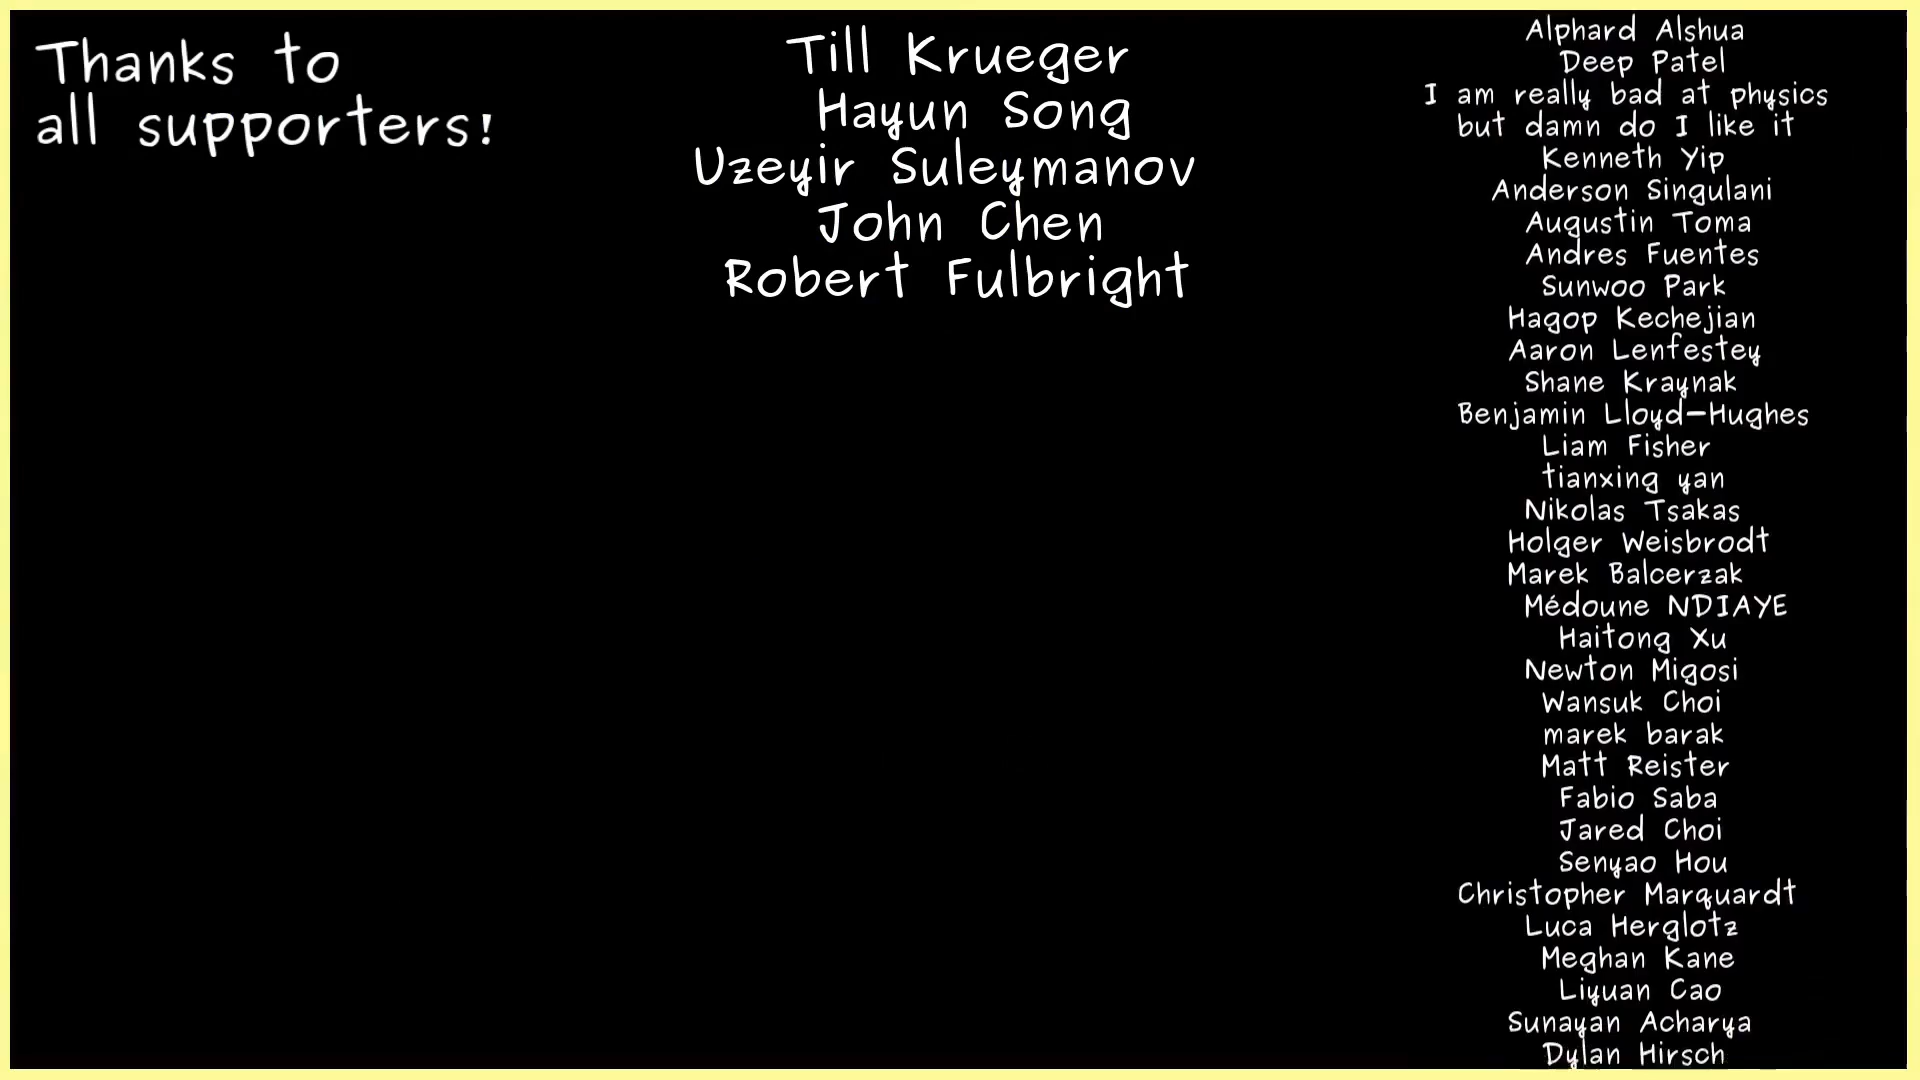 Thanks to
all supporters!
Till Krueger
Hayun Song
Uzeyir Suleymanov
John Chen
Robert Fulbright
Alphard Alshua
Deep Patel
I am really bad at physics
but damn do I like it
Kenneth Yip
Anderson Singulani
Augustin Toma
Andres Fuentes
Sunwoo Park
Hagop Kechejian
Aaron Lenfestey
Shane Kraynak
Benjamin Lloyd-Hughes
Liam Fisher
tianxing yan
Nikolas Tsakas
Holger Weisbrodt
Marek Balcerzak
Médoune NDIAYE
Haitong Xu
Newton Migosi
Wansuk Choi
marek barak
Matt Reister
Fabio Saba
Jared Choi
Senyao Hou
Christopher Marquardt
Luca Herglotz
Meghan Kane
Liyuan Cao
Sunayan Acharya
Dylan Hirsch